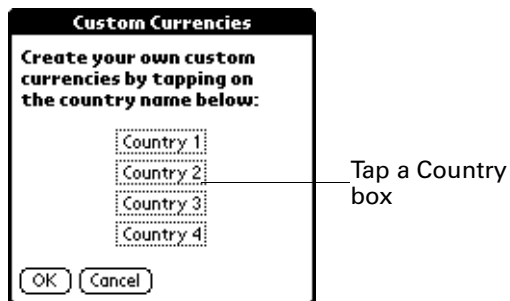 Custom Currencies
Create your own custom
currencies by tapping on
the country name below:
Country 1
Country 2
Country 3
Country 4
Tap a Country
box
OK Cancel